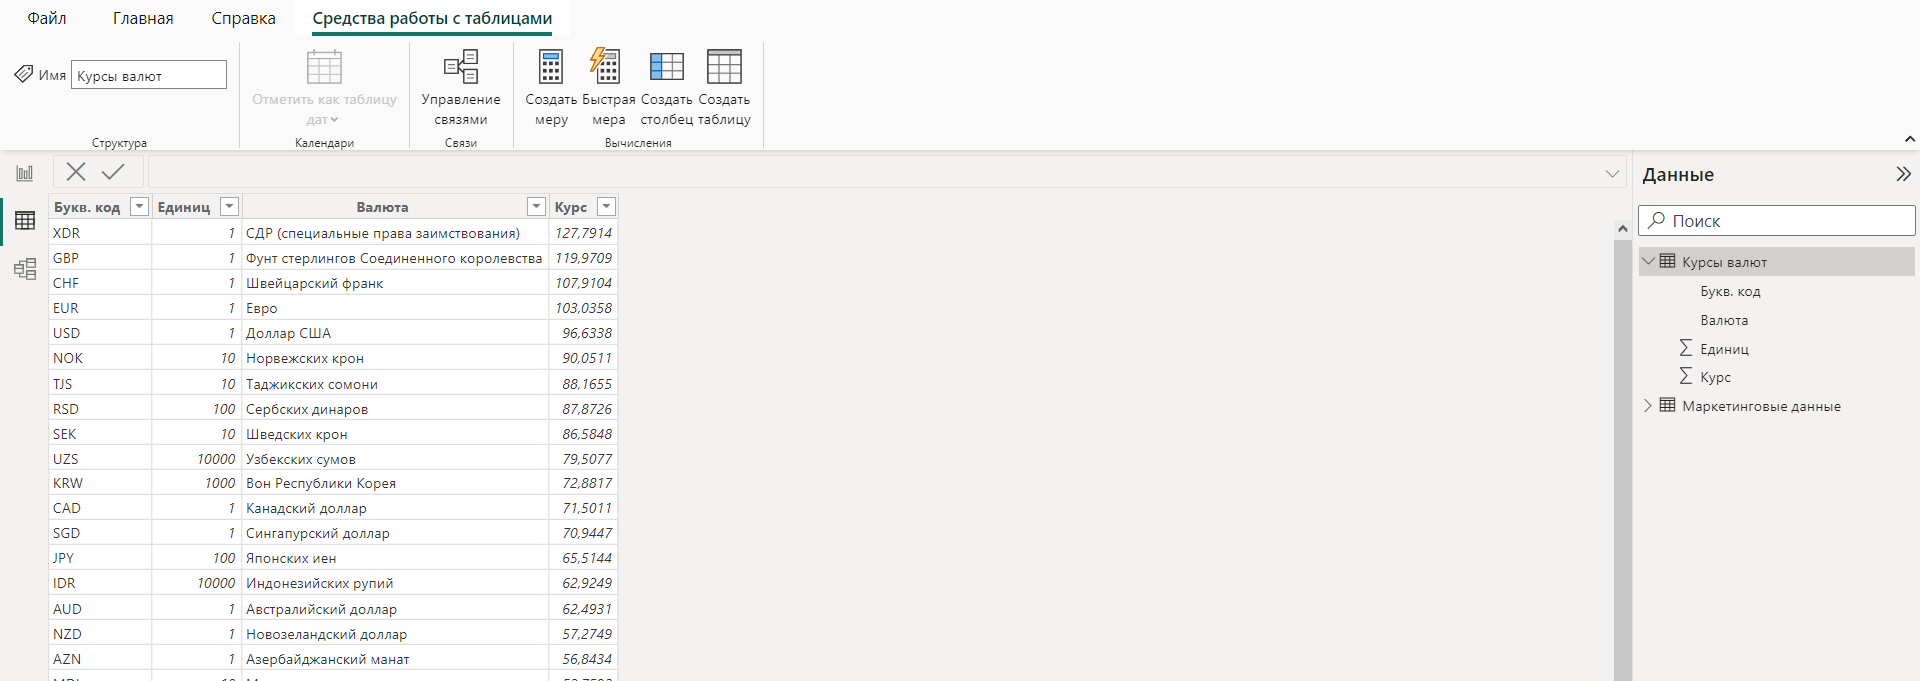 Файл Главная Справка Средства работы с таблицами
Имя Курсы валют
Отметить как таблицу дат
Управление связями
Создать меру
Быстрая мера
Создать столбец
Создать таблицу
Структура Календари Связи Вычисления
Букв. код Единиц Валюта Курс
XDR 1 СДР (специальные права заимствования) 127,7914
GBP 1 Фунт стерлингов Соединенного королевства 119,9709
CHF 1 Швейцарский франк 107,9104
EUR 1 Евро 103,0358
USD 1 Доллар США 96,6338
NOK 10 Норвежских крон 90,0511
TJS 10 Таджикских сомони 88,1655
RSD 100 Сербских динаров 87,8726
SEK 10 Шведских крон 86,5848
UZS 10000 Узбекских сумов 79,5077
KRW 1000 Вон Республики Корея 72,8817
CAD 1 Канадский доллар 71,5011
SGD 1 Сингапурский доллар 70,9447
JPY 100 Японских иен 65,5144
IDR 10000 Индонезийских рупий 62,9249
AUD 1 Австралийский доллар 62,4931
NZD 1 Новозеландский доллар 57,2749
AZN 1 Азербайджанский манат 56,8434
Данные
Поиск
Курсы валют
Букв. код
Валюта
Единиц
Курс
Маркетинговые данные